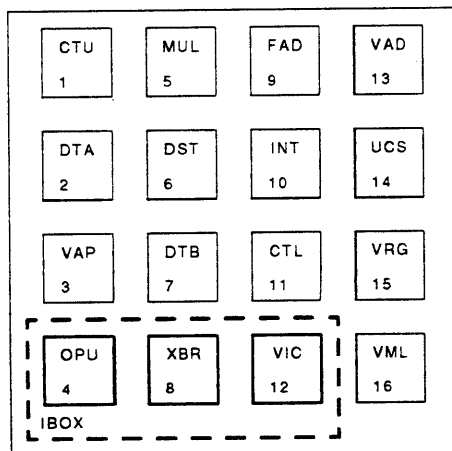 CTU MUL FAD VAD
1 5 9 13
DTA DST INT UCS
2 6 10 14
VAP DTB CTL VRG
3 7 11 15
OPU XBR VIC VML
4 8 12 16
IBOX